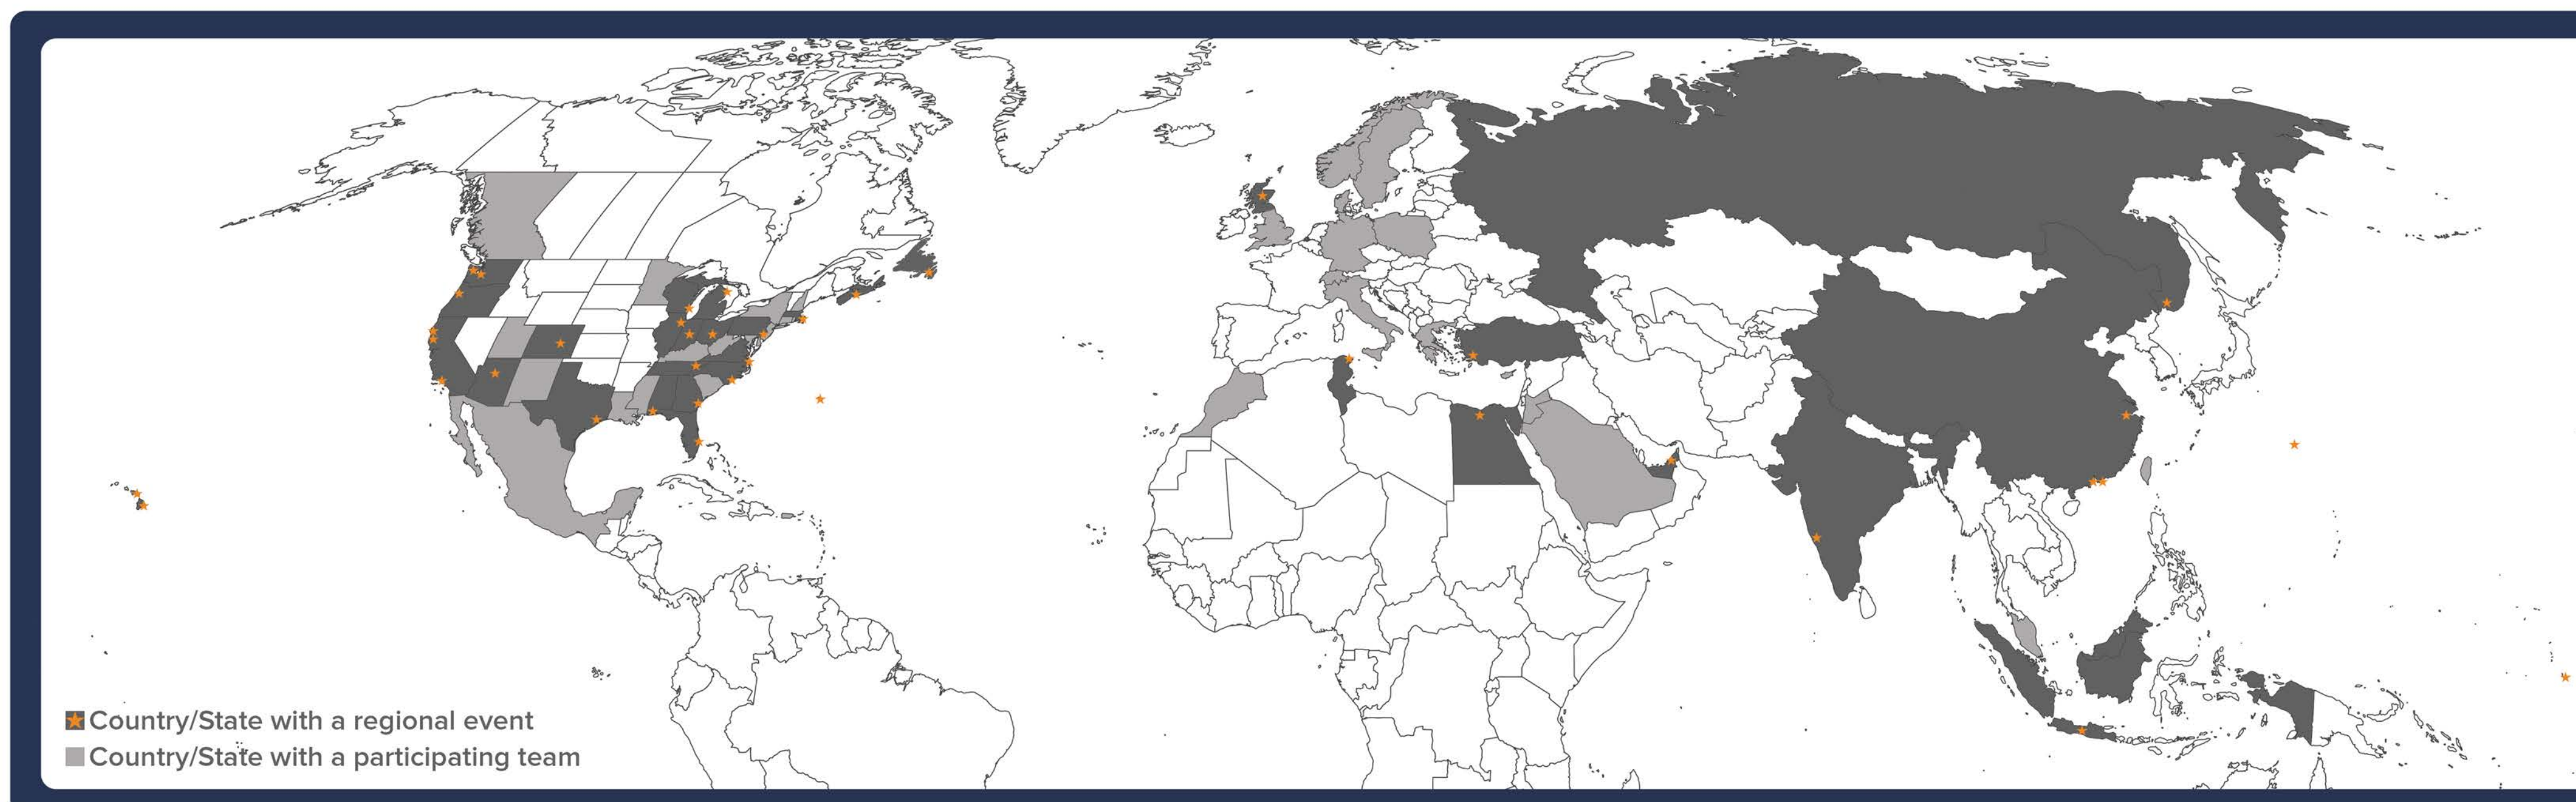 Country/State with a regional event
Country/State with a participating team